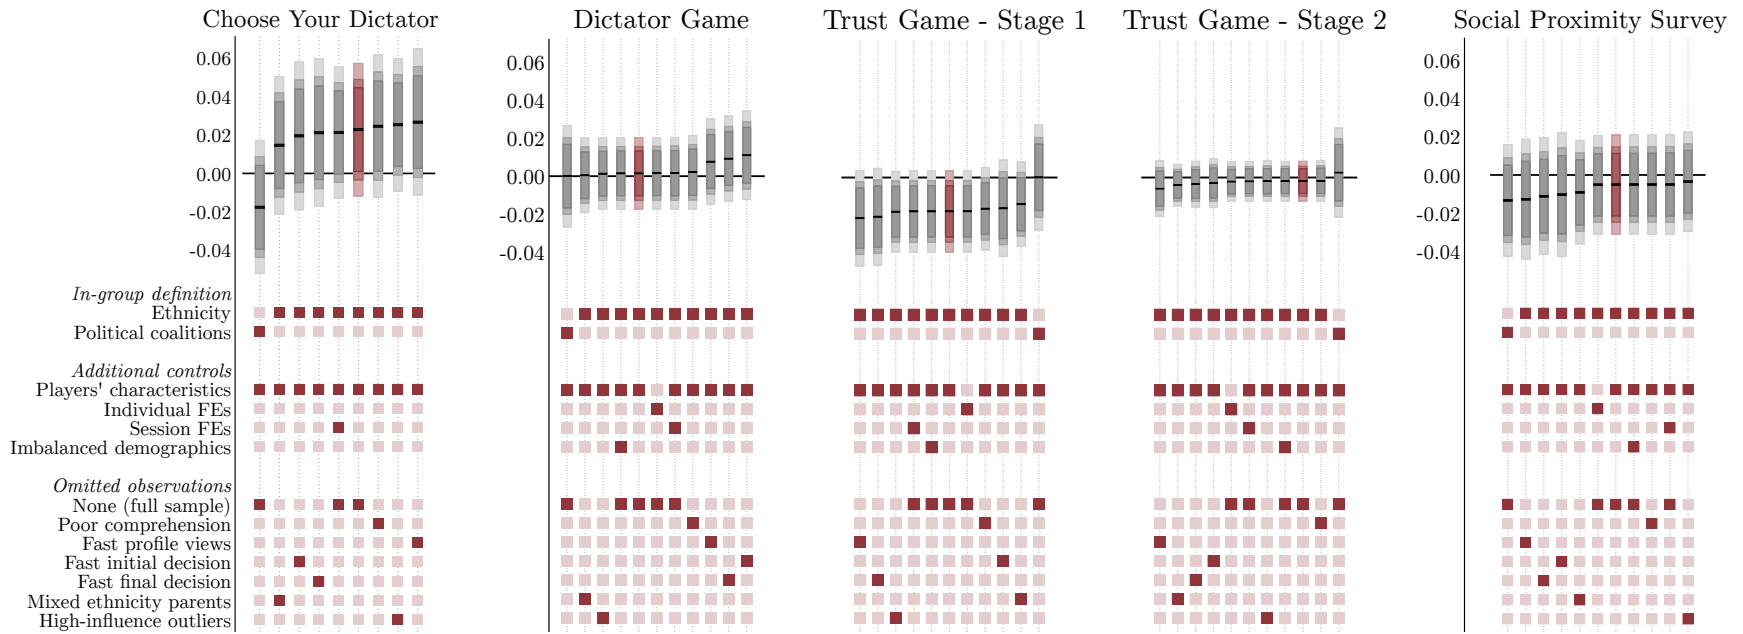 Choose Your Dictator
Dictator Game
Trust Game - Stage 1
Trust Game - Stage 2
Social Proximity Survey
0.06
0.04
0.02
0.00
-0.02
-0.04
0.06
0.04
0.02
0.00
-0.02
-0.04
0.06
0.04
0.02
0.00
-0.02
-0.04
In-group definition
Ethnicity
Political coalitions
Additional controls
Players' characteristics
Individual FEs
Session FEs
Imbalanced demographics
Omitted observations
None (full sample)
Poor comprehension
Fast profile views
Fast initial decision
Fast final decision
Mixed ethnicity parents
High-influence outliers